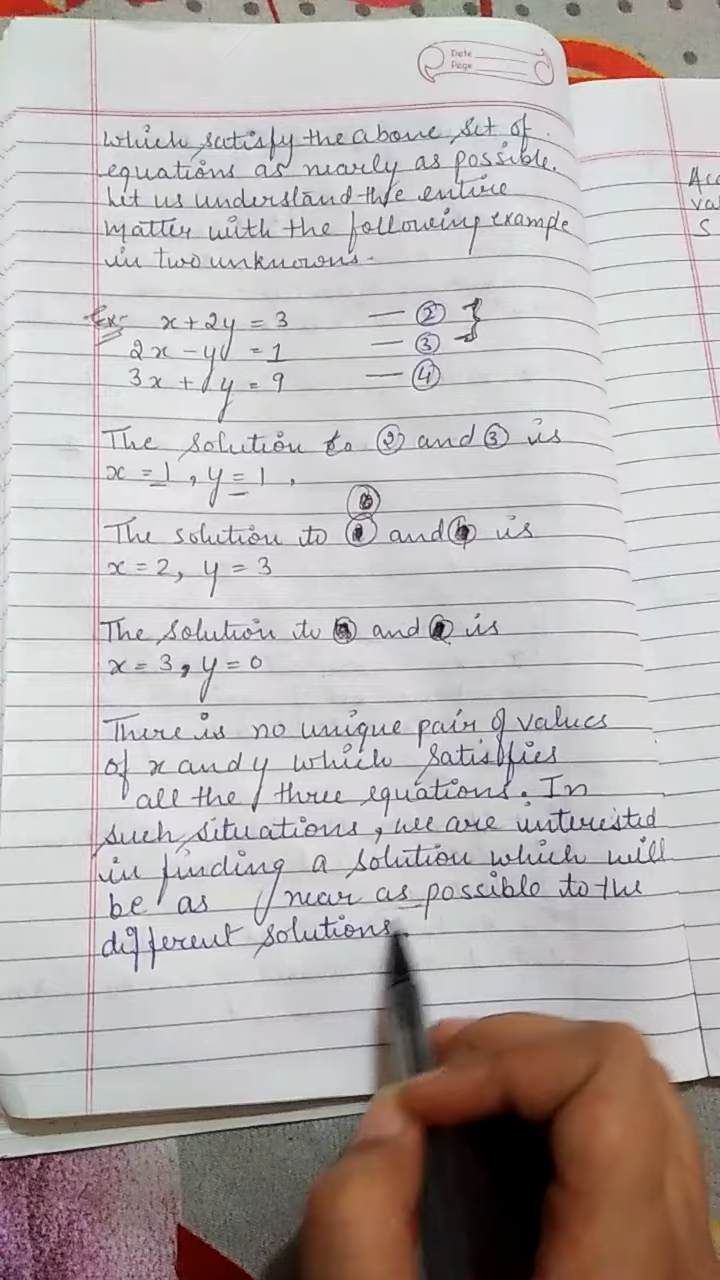 Date
Page
which satisfy the above set of
equations as nearly as possible.
Let us understand the entire
matter with the following example
in two unknowns.
Ex:- x + 2y = 3 — ② }
2x - y = 1 — ③
3x + y = 9 — ④
The solution to ② and ③ is
x = 1, y = 1.
The solution to and is
x = 2, y = 3
The solution to and is
x = 3, y = 0
There is no unique pair of values
of x and y which satisfies
all the three equations. In
such situations, we are interested
in finding a solution which will
be as near as possible to the
different solutions.
Acc
va
S